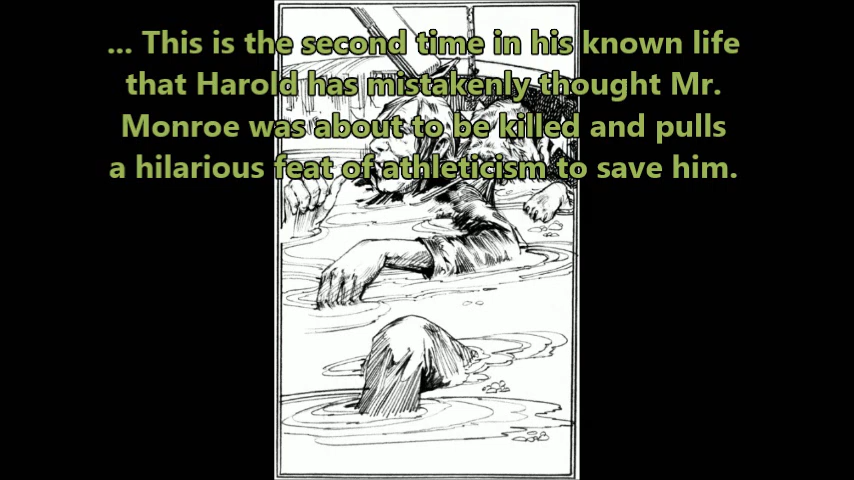 ... This is the second time in his known life
that Harold has mistakenly thought Mr.
Monroe was about to be killed and pulls
a hilarious feat of athleticism to save him.